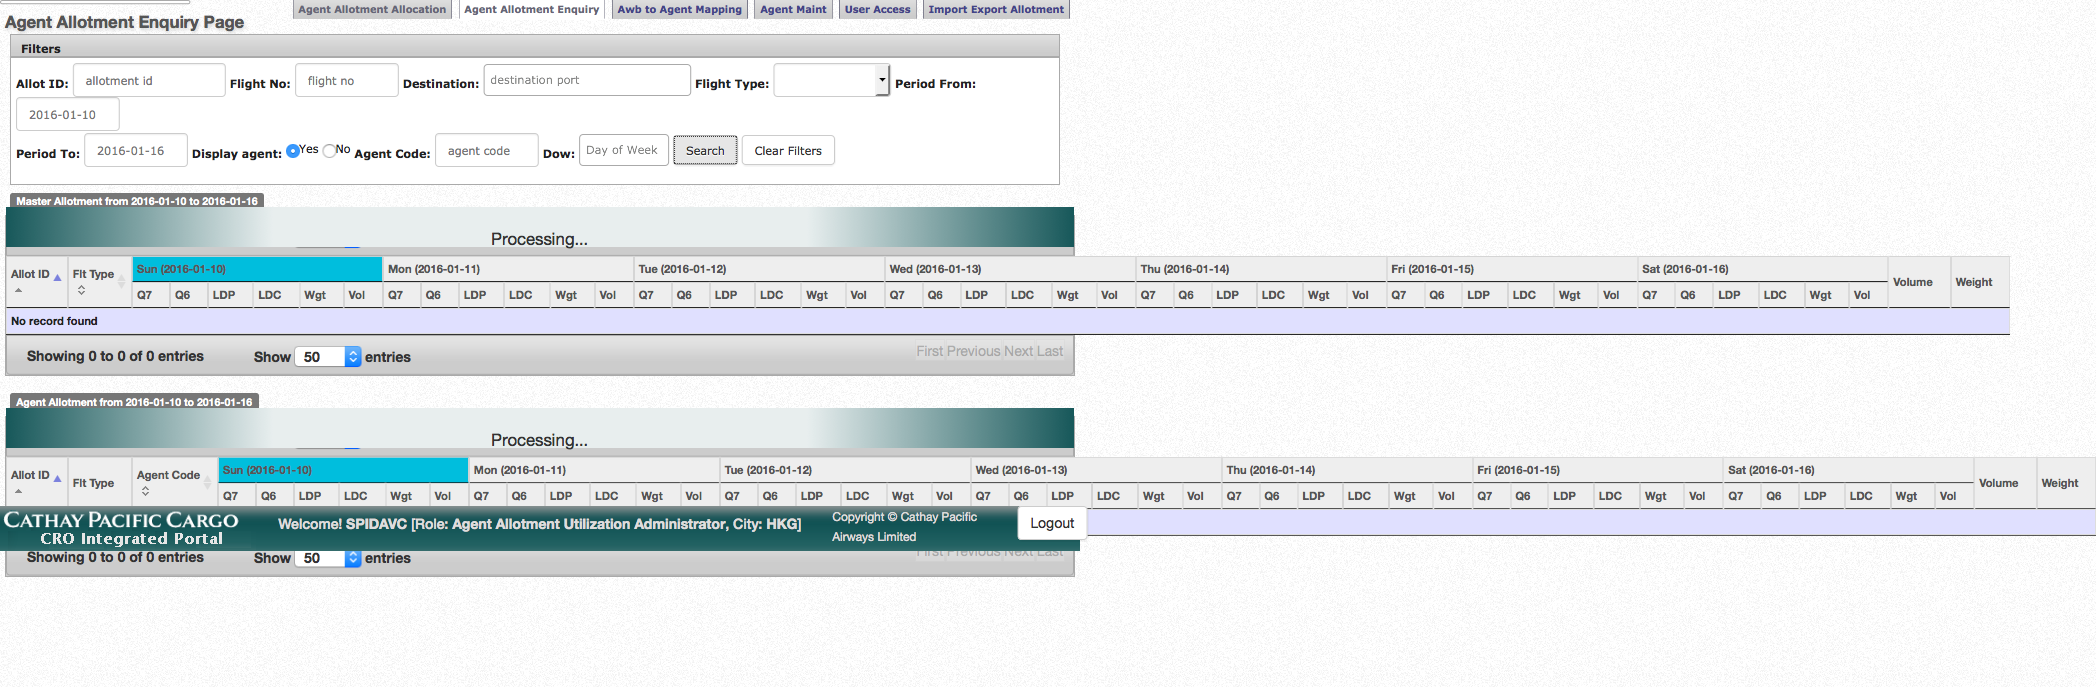 Agent Allotment Allocation Agent Allotment Enquiry Awb to Agent Mapping Agent Maint User Access Import Export Allotment
Agent Allotment Enquiry Page
Filters
Allot ID: allotment id Flight No: flight no Destination: destination port Flight Type: Period From:
2016-01-10
Period To: 2016-01-16 Display agent: Yes No Agent Code: agent code Dow: Day of Week Search Clear Filters
Master Allotment from 2016-01-10 to 2016-01-16
Processing...
Allot ID Flt Type Sun (2016-01-10) Mon (2016-01-11) Tue (2016-01-12) Wed (2016-01-13) Thu (2016-01-14) Fri (2016-01-15) Sat (2016-01-16) Volume Weight
Q7 Q6 LDP LDC Wgt Vol Q7 Q6 LDP LDC Wgt Vol Q7 Q6 LDP LDC Wgt Vol Q7 Q6 LDP LDC Wgt Vol Q7 Q6 LDP LDC Wgt Vol Q7 Q6 LDP LDC Wgt Vol Q7 Q6 LDP LDC Wgt Vol
No record found
Showing 0 to 0 of 0 entries Show 50 entries First Previous Next Last
Agent Allotment from 2016-01-10 to 2016-01-16
Processing...
Allot ID Flt Type Agent Code Sun (2016-01-10) Mon (2016-01-11) Tue (2016-01-12) Wed (2016-01-13) Thu (2016-01-14) Fri (2016-01-15) Sat (2016-01-16) Volume Weight
Q7 Q6 LDP LDC Wgt Vol Q7 Q6 LDP LDC Wgt Vol Q7 Q6 LDP LDC Wgt Vol Q7 Q6 LDP LDC Wgt Vol Q7 Q6 LDP LDC Wgt Vol Q7 Q6 LDP LDC Wgt Vol Q7 Q6 LDP LDC Wgt Vol
CATHAY PACIFIC CARGO
CRO Integrated Portal
Welcome! SPIDAVC [Role: Agent Allotment Utilization Administrator, City: HKG]
Copyright © Cathay Pacific
Airways Limited
Logout
Showing 0 to 0 of 0 entries Show 50 entries First Previous Next Last